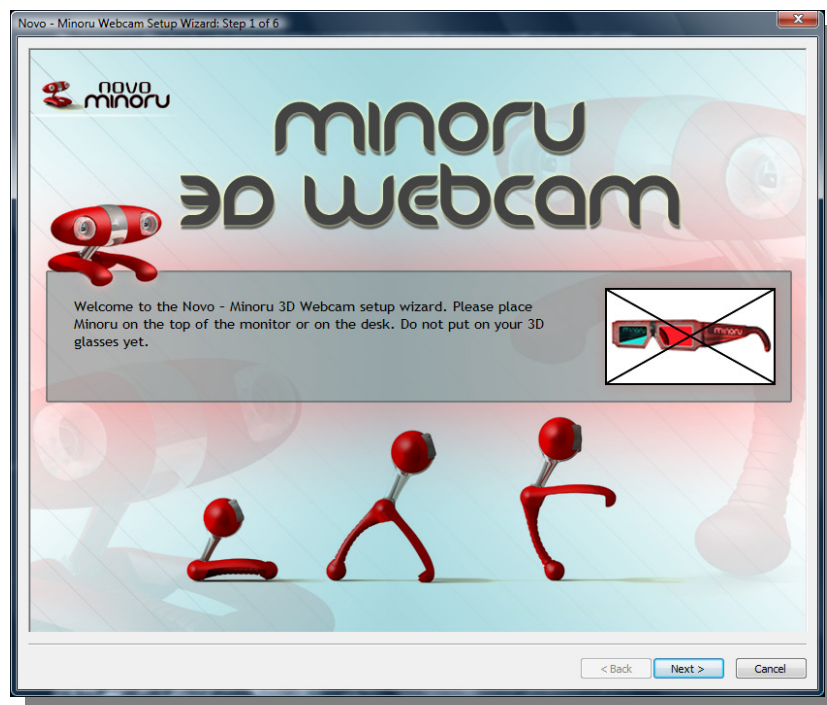 Novo - Minoru Webcam Setup Wizard: Step 1 of 6
novo
minoru
minoru
3D webcam
Welcome to the Novo – Minoru 3D Webcam setup wizard. Please place
Minoru on the top of the monitor or on the desk. Do not put on your 3D
glasses yet.
minoru
minoru
< Back
Next >
Cancel